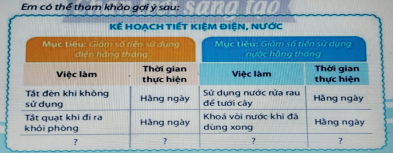 Em có thể tham khảo gợi ý sau:
sáng tạo
KẾ HOẠCH TIẾT KIỆM ĐIỆN, NƯỚC
Mục tiêu: Giảm số tiền sử dụng
điện hằng tháng
Mục tiêu: Giảm số tiền sử dụng
nước hằng tháng
Việc làm
Thời gian
thực hiện
Việc làm
Thời gian
thực hiện
Tắt đèn khi không
sử dụng
Hằng ngày
Sử dụng nước rửa rau
để tưới cây
Hằng ngày
Tắt quạt khi đi ra
khỏi phòng
Hằng ngày
Khoá vòi nước khi đã
dùng xong
Hằng ngày
?
?
?
?